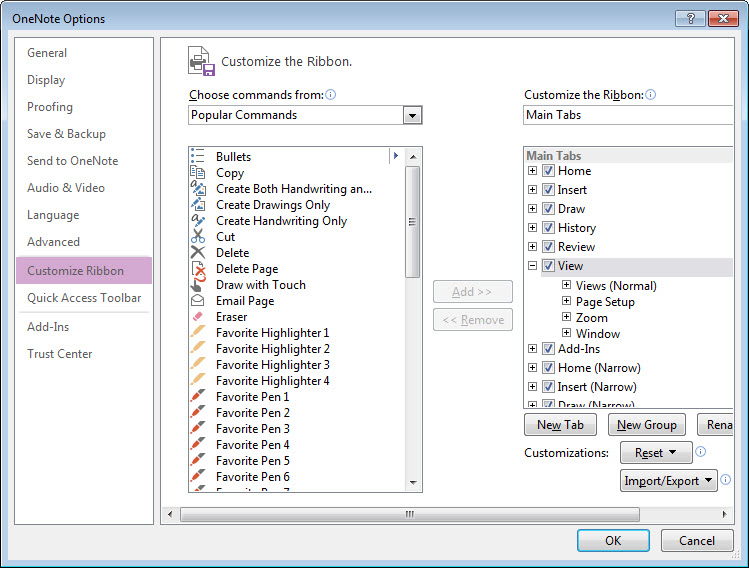 OneNote Options
General
Display
Proofing
Save & Backup
Send to OneNote
Audio & Video
Language
Advanced
Customize Ribbon
Quick Access Toolbar
Add-Ins
Trust Center
Customize the Ribbon.
Choose commands from:
Popular Commands
Bullets
Copy
Create Both Handwriting an...
Create Drawings Only
Create Handwriting Only
Cut
Delete
Delete Page
Draw with Touch
Email Page
Eraser
Favorite Highlighter 1
Favorite Highlighter 2
Favorite Highlighter 3
Favorite Highlighter 4
Favorite Pen 1
Favorite Pen 2
Favorite Pen 3
Favorite Pen 4
Favorite Pen 5
Favorite Pen 6
Favorite Pen 7
Add >>
<< Remove
Customize the Ribbon:
Main Tabs
Main Tabs
Home
Insert
Draw
History
Review
View
Views (Normal)
Page Setup
Zoom
Window
Add-Ins
Home (Narrow)
Insert (Narrow)
Draw (Narrow)
New Tab
New Group
Rena
Customizations:
Reset
Import/Export
OK
Cancel